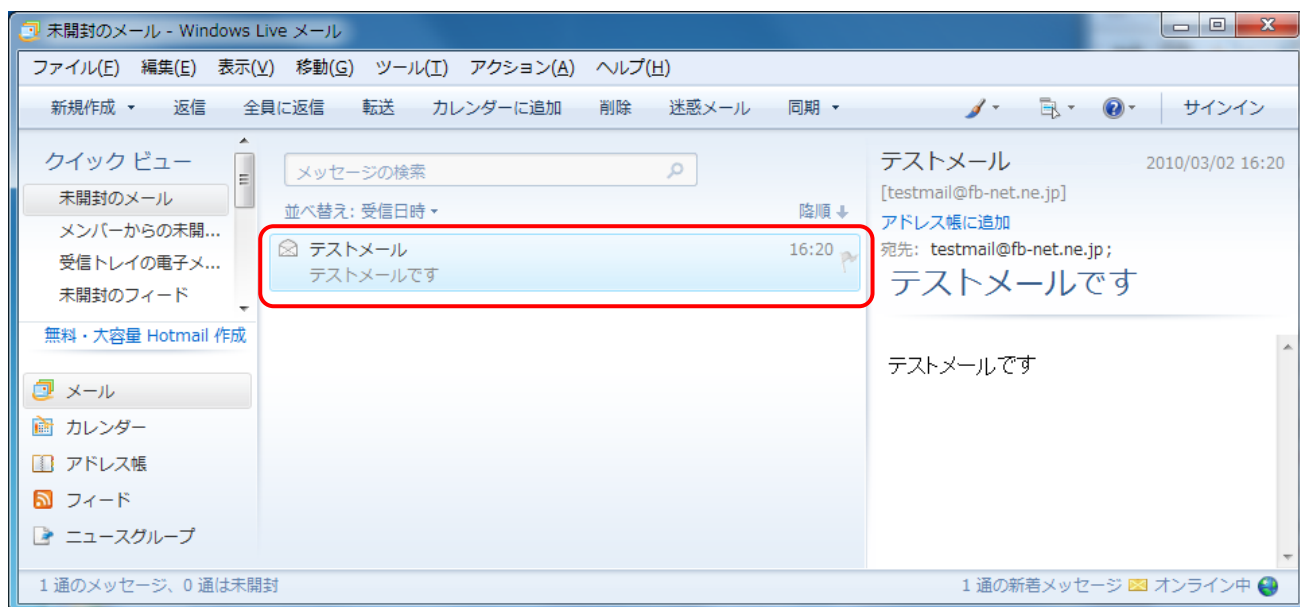 未開封のメール - Windows Live メール
ファイル(F) 編集(E) 表示(V) 移動(G) ツール(T) アクション(A) ヘルプ(H)
新規作成 返信 全員に返信 転送 カレンダーに追加 削除 迷惑メール 同期 サインイン
クイック ビュー
未開封のメール
メンバーからの未開...
受信トレイの電子メ...
未開封のフィード
無料・大容量 Hotmail 作成
メール
カレンダー
アドレス帳
フィード
ニュースグループ
メッセージの検索
並べ替え: 受信日時 降順
テストメール 16:20
テストメールです
テストメール 2010/03/02 16:20
[testmail@fb-net.ne.jp]
アドレス帳に追加
宛先: testmail@fb-net.ne.jp;
テストメールです
テストメールです
1 通のメッセージ、0 通は未開封 1 通の新着メッセージ オンライン中